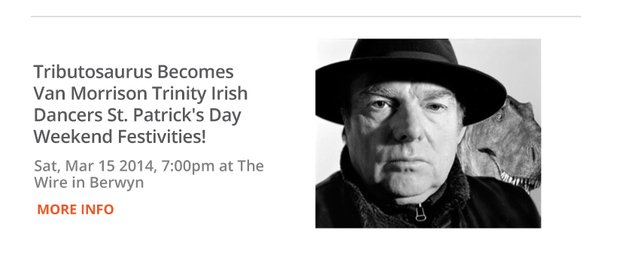 Tributosaurus Becomes
Van Morrison Trinity Irish
Dancers St. Patrick's Day
Weekend Festivities!
Sat, Mar 15 2014, 7:00pm at The
Wire in Berwyn
MORE INFO